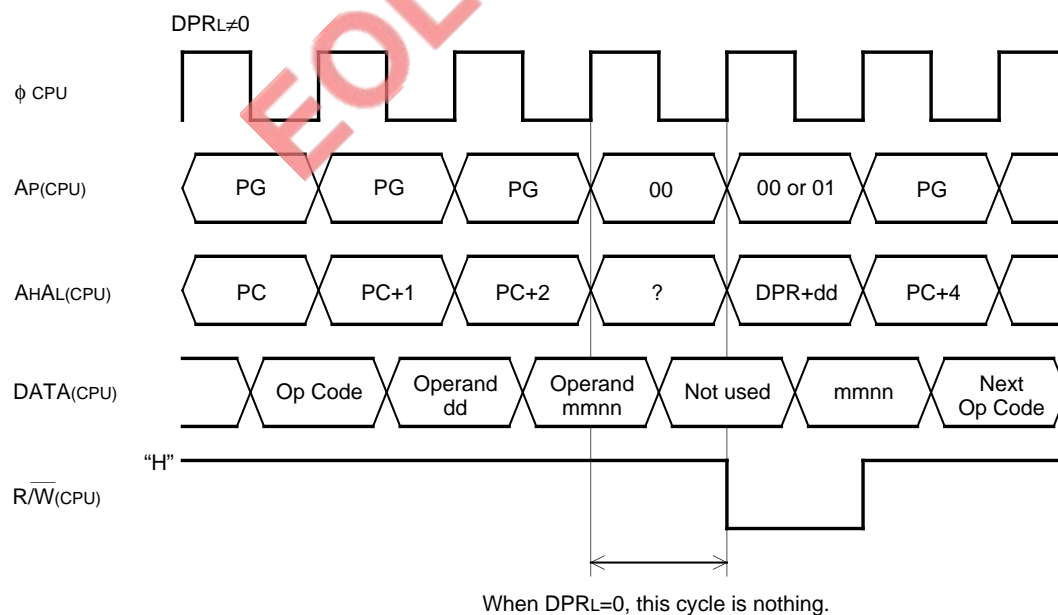 DPRL≠0
ϕ CPU
AP(CPU)
PG
PG
PG
00
00 or 01
PG
AHAL(CPU)
PC
PC+1
PC+2
?
DPR+dd
PC+4
DATA(CPU)
Op Code
Operand
dd
Operand
mmnn
Not used
mmnn
Next
Op Code
“H”
R/W̅(CPU)
When DPRL=0, this cycle is nothing.
EOL